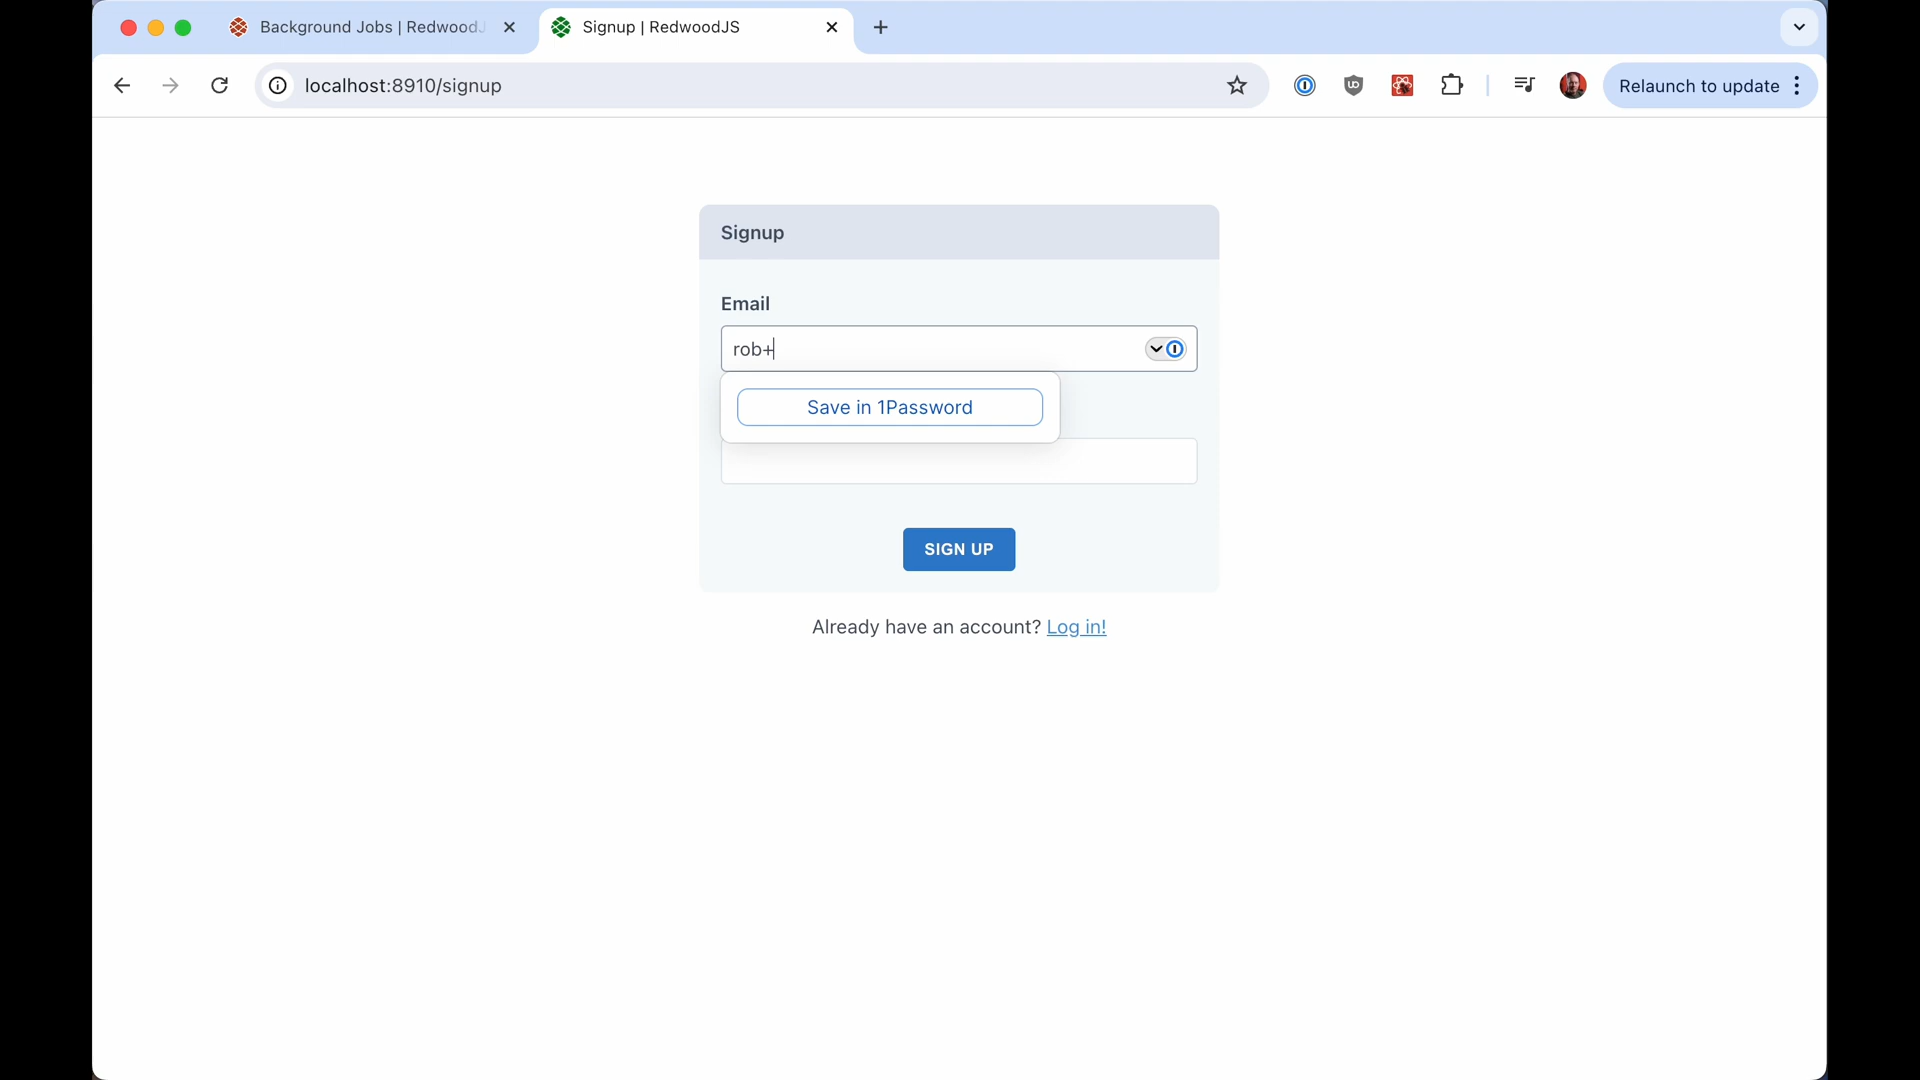 Background Jobs | RedwoodJ
Signup | RedwoodJS
localhost:8910/signup
Relaunch to update
Signup
Email
rob+
Save in 1Password
SIGN UP
Already have an account? Log in!